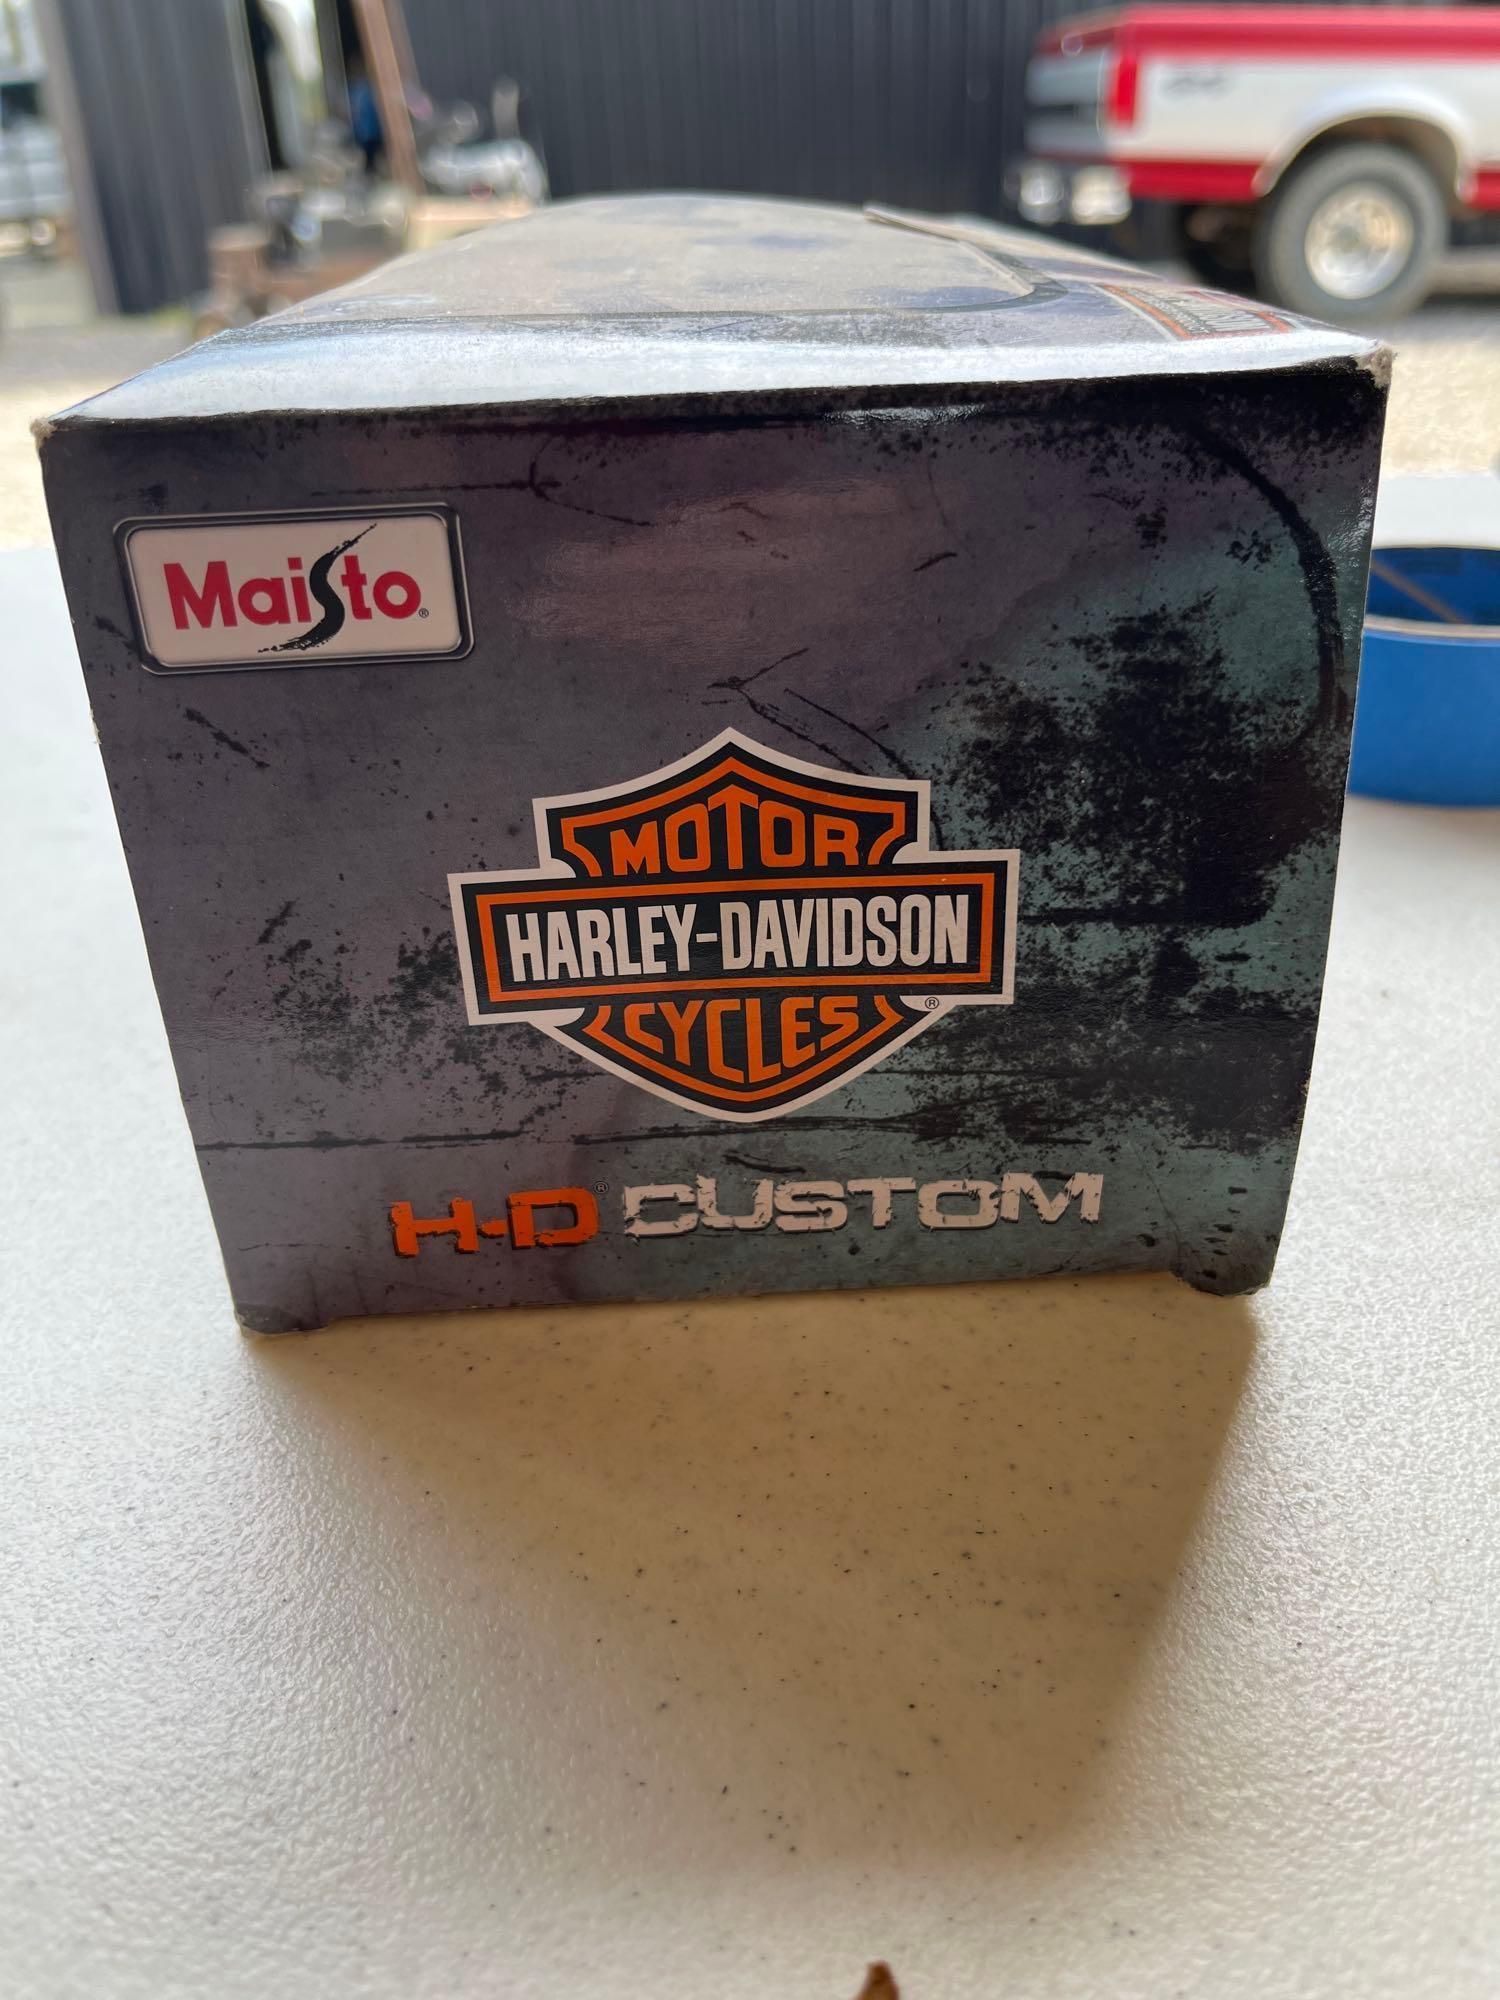 Maisto®
MOTOR
HARLEY-DAVIDSON
CYCLES ®
H-D® CUSTOM